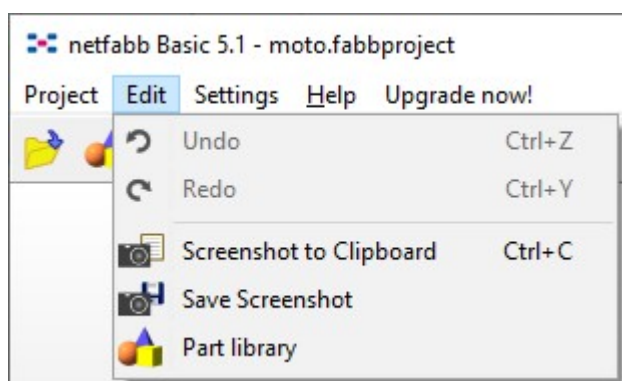 netfabb Basic 5.1 - moto.fabbproject
Project Edit Settings Help Upgrade now!
Undo Ctrl+Z
Redo Ctrl+Y
Screenshot to Clipboard Ctrl+C
Save Screenshot
Part library